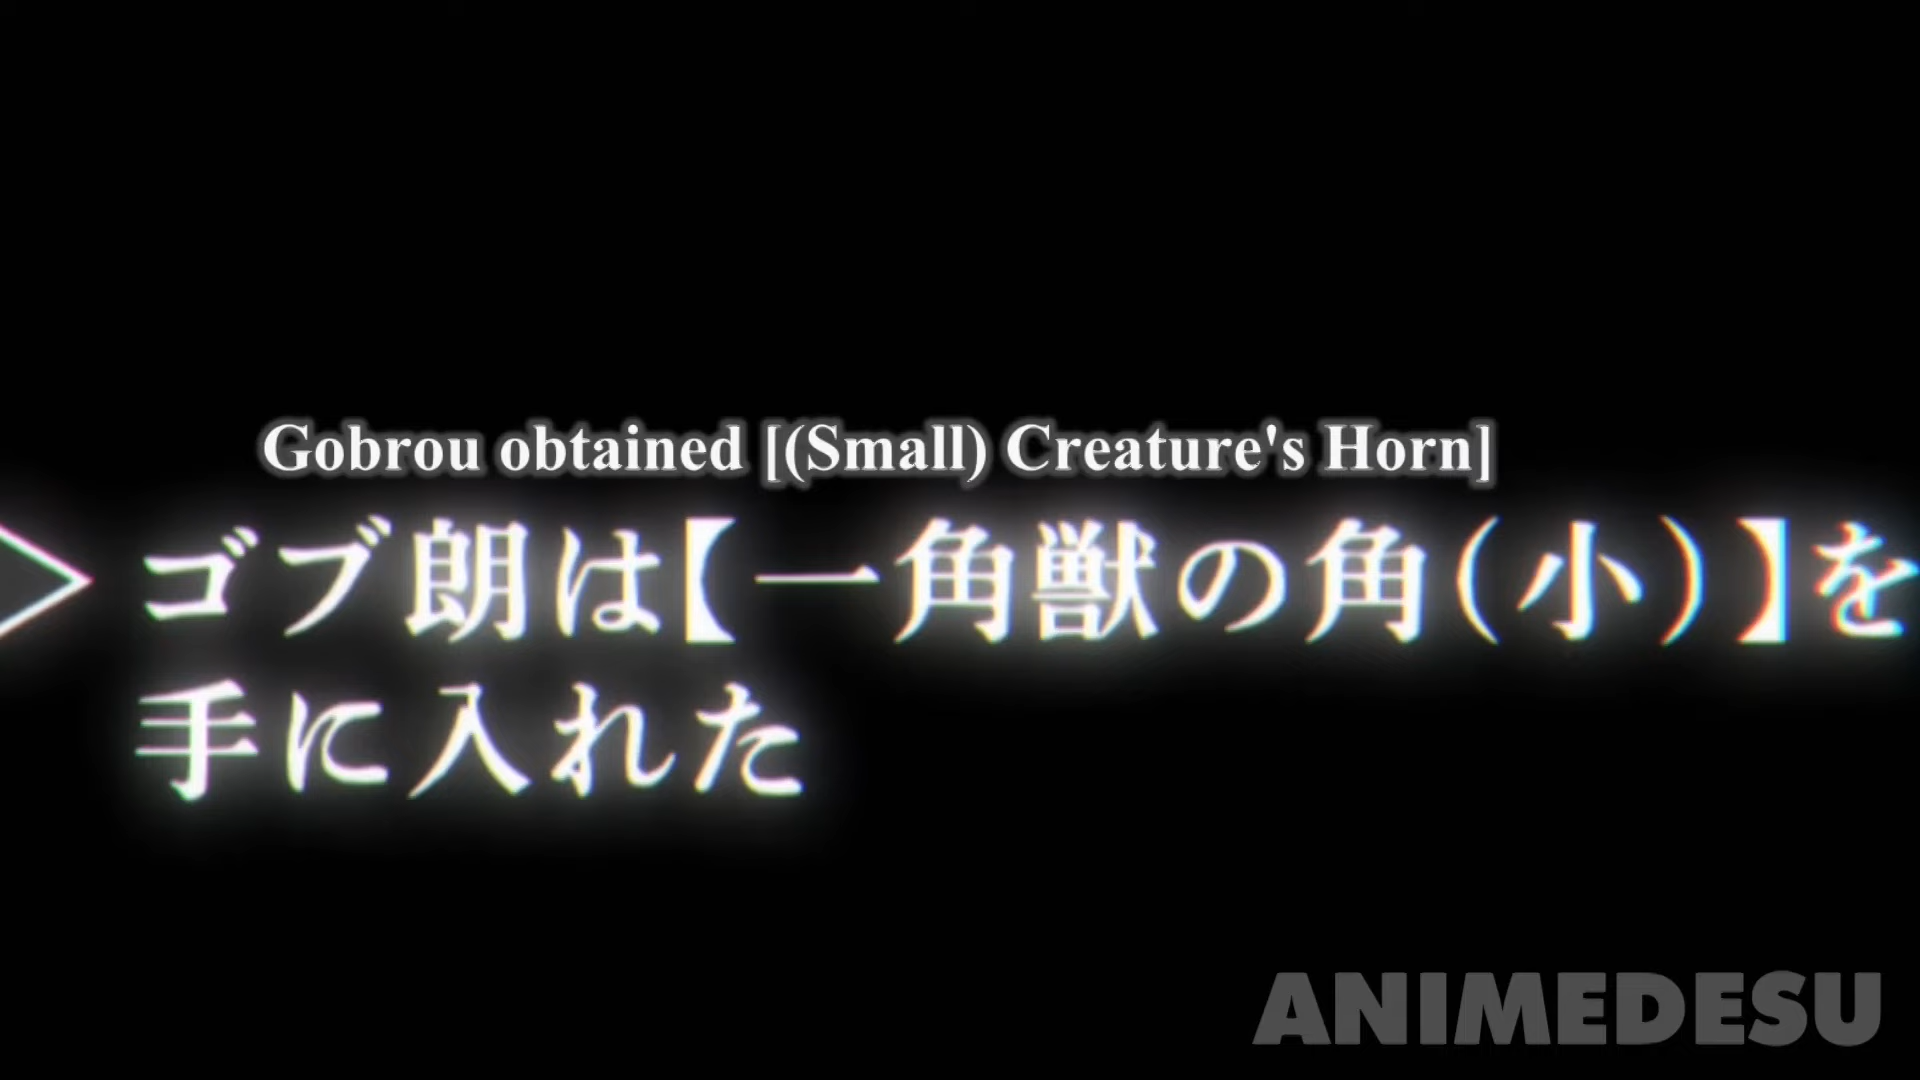 Gobrou obtained [(Small) Creature's Horn]
ゴブ朗は【一角獣の角(小)】を
手に入れた
ANIMEDESU